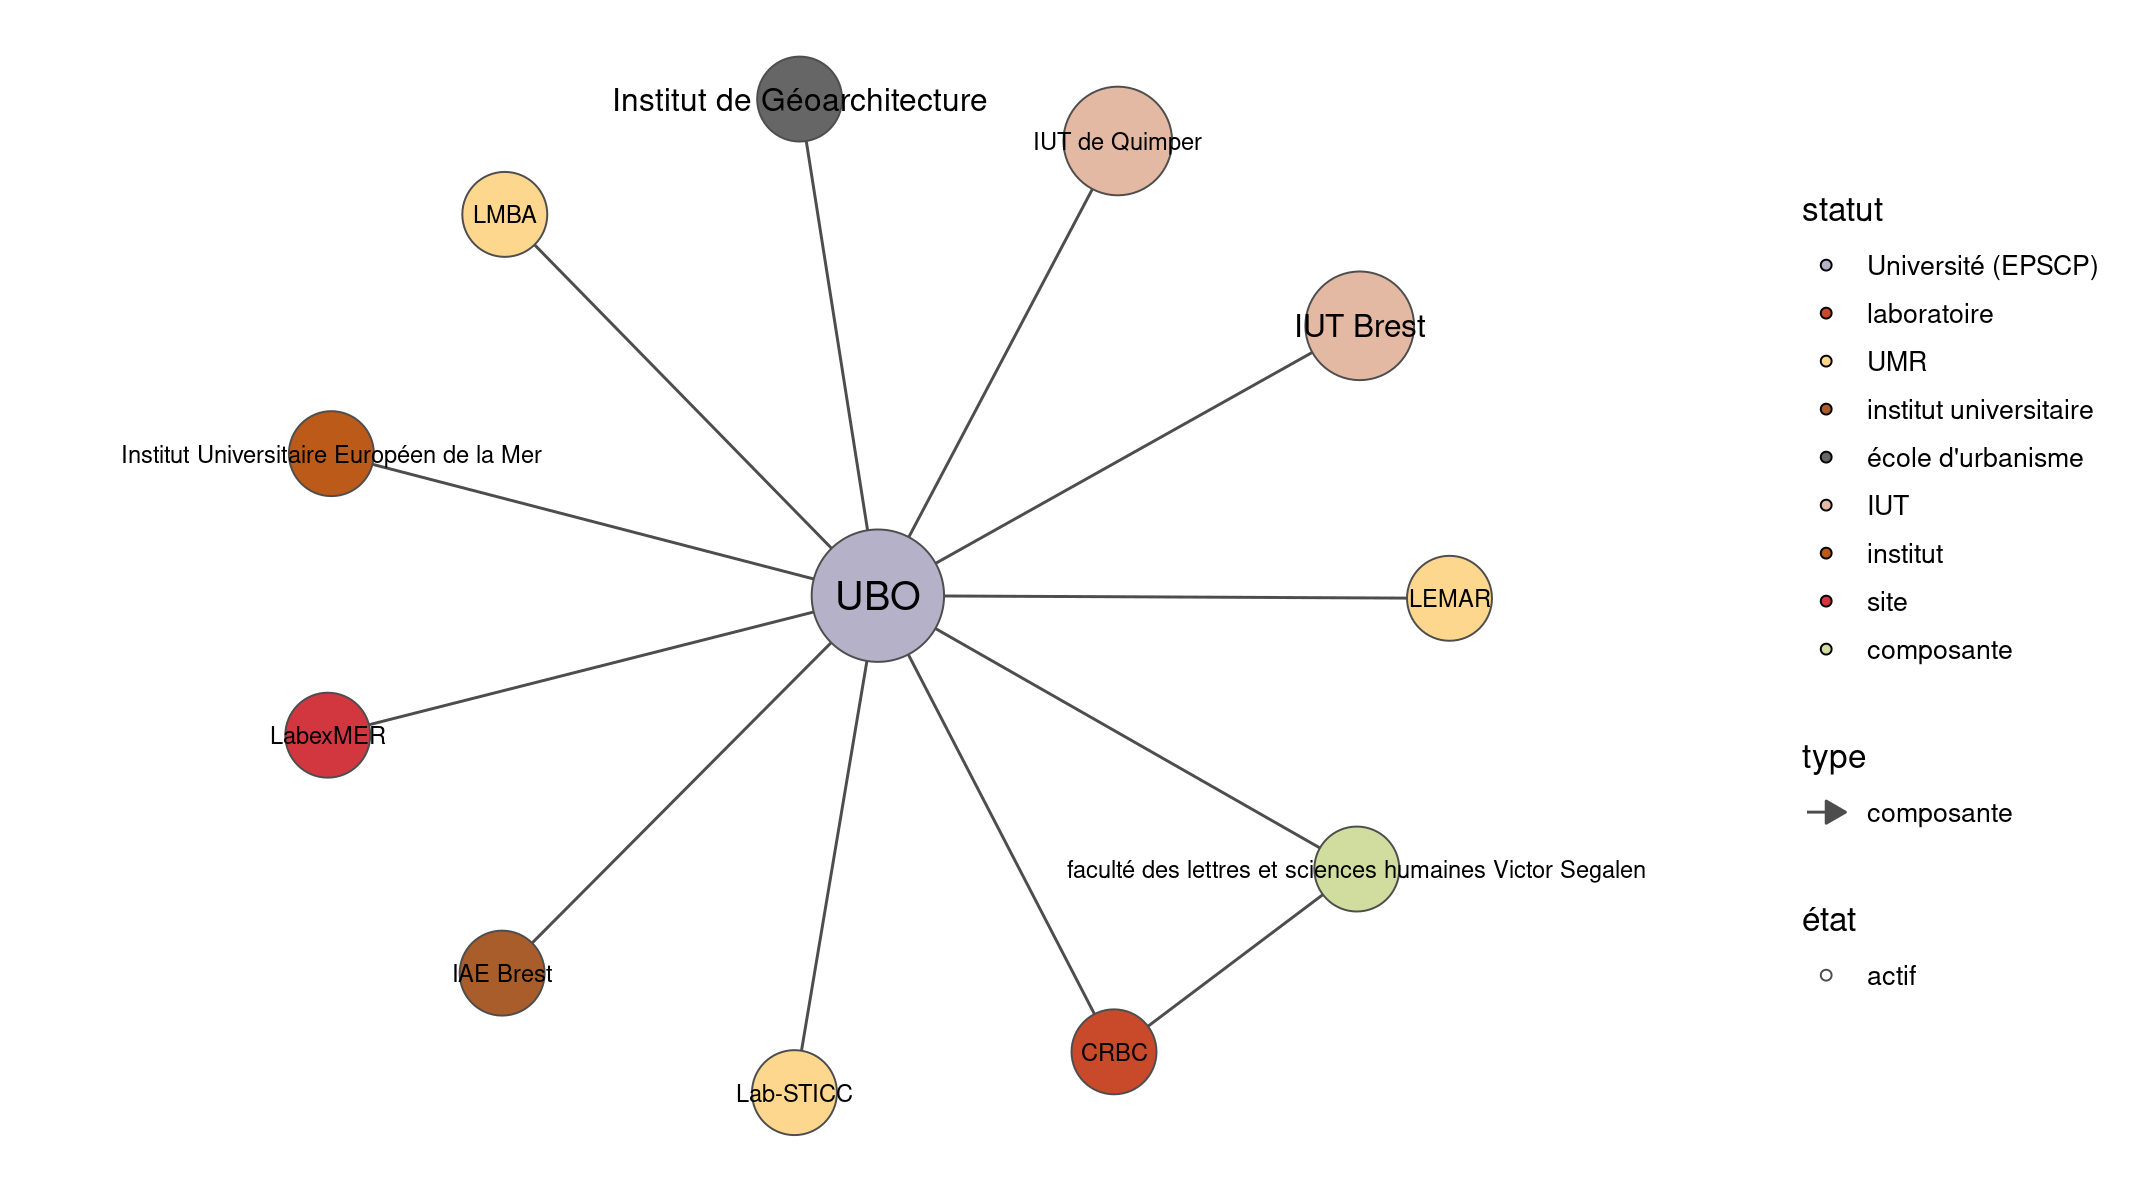 Institut de Géoarchitecture
IUT de Quimper
LMBA
IUT Brest
Institut Universitaire Européen de la Mer
UBO
LEMAR
LabexMER
faculté des lettres et sciences humaines Victor Segalen
IAE Brest
CRBC
Lab-STICC
statut
Université (EPSCP)
laboratoire
UMR
institut universitaire
école d'urbanisme
IUT
institut
site
composante
type
composante
état
actif